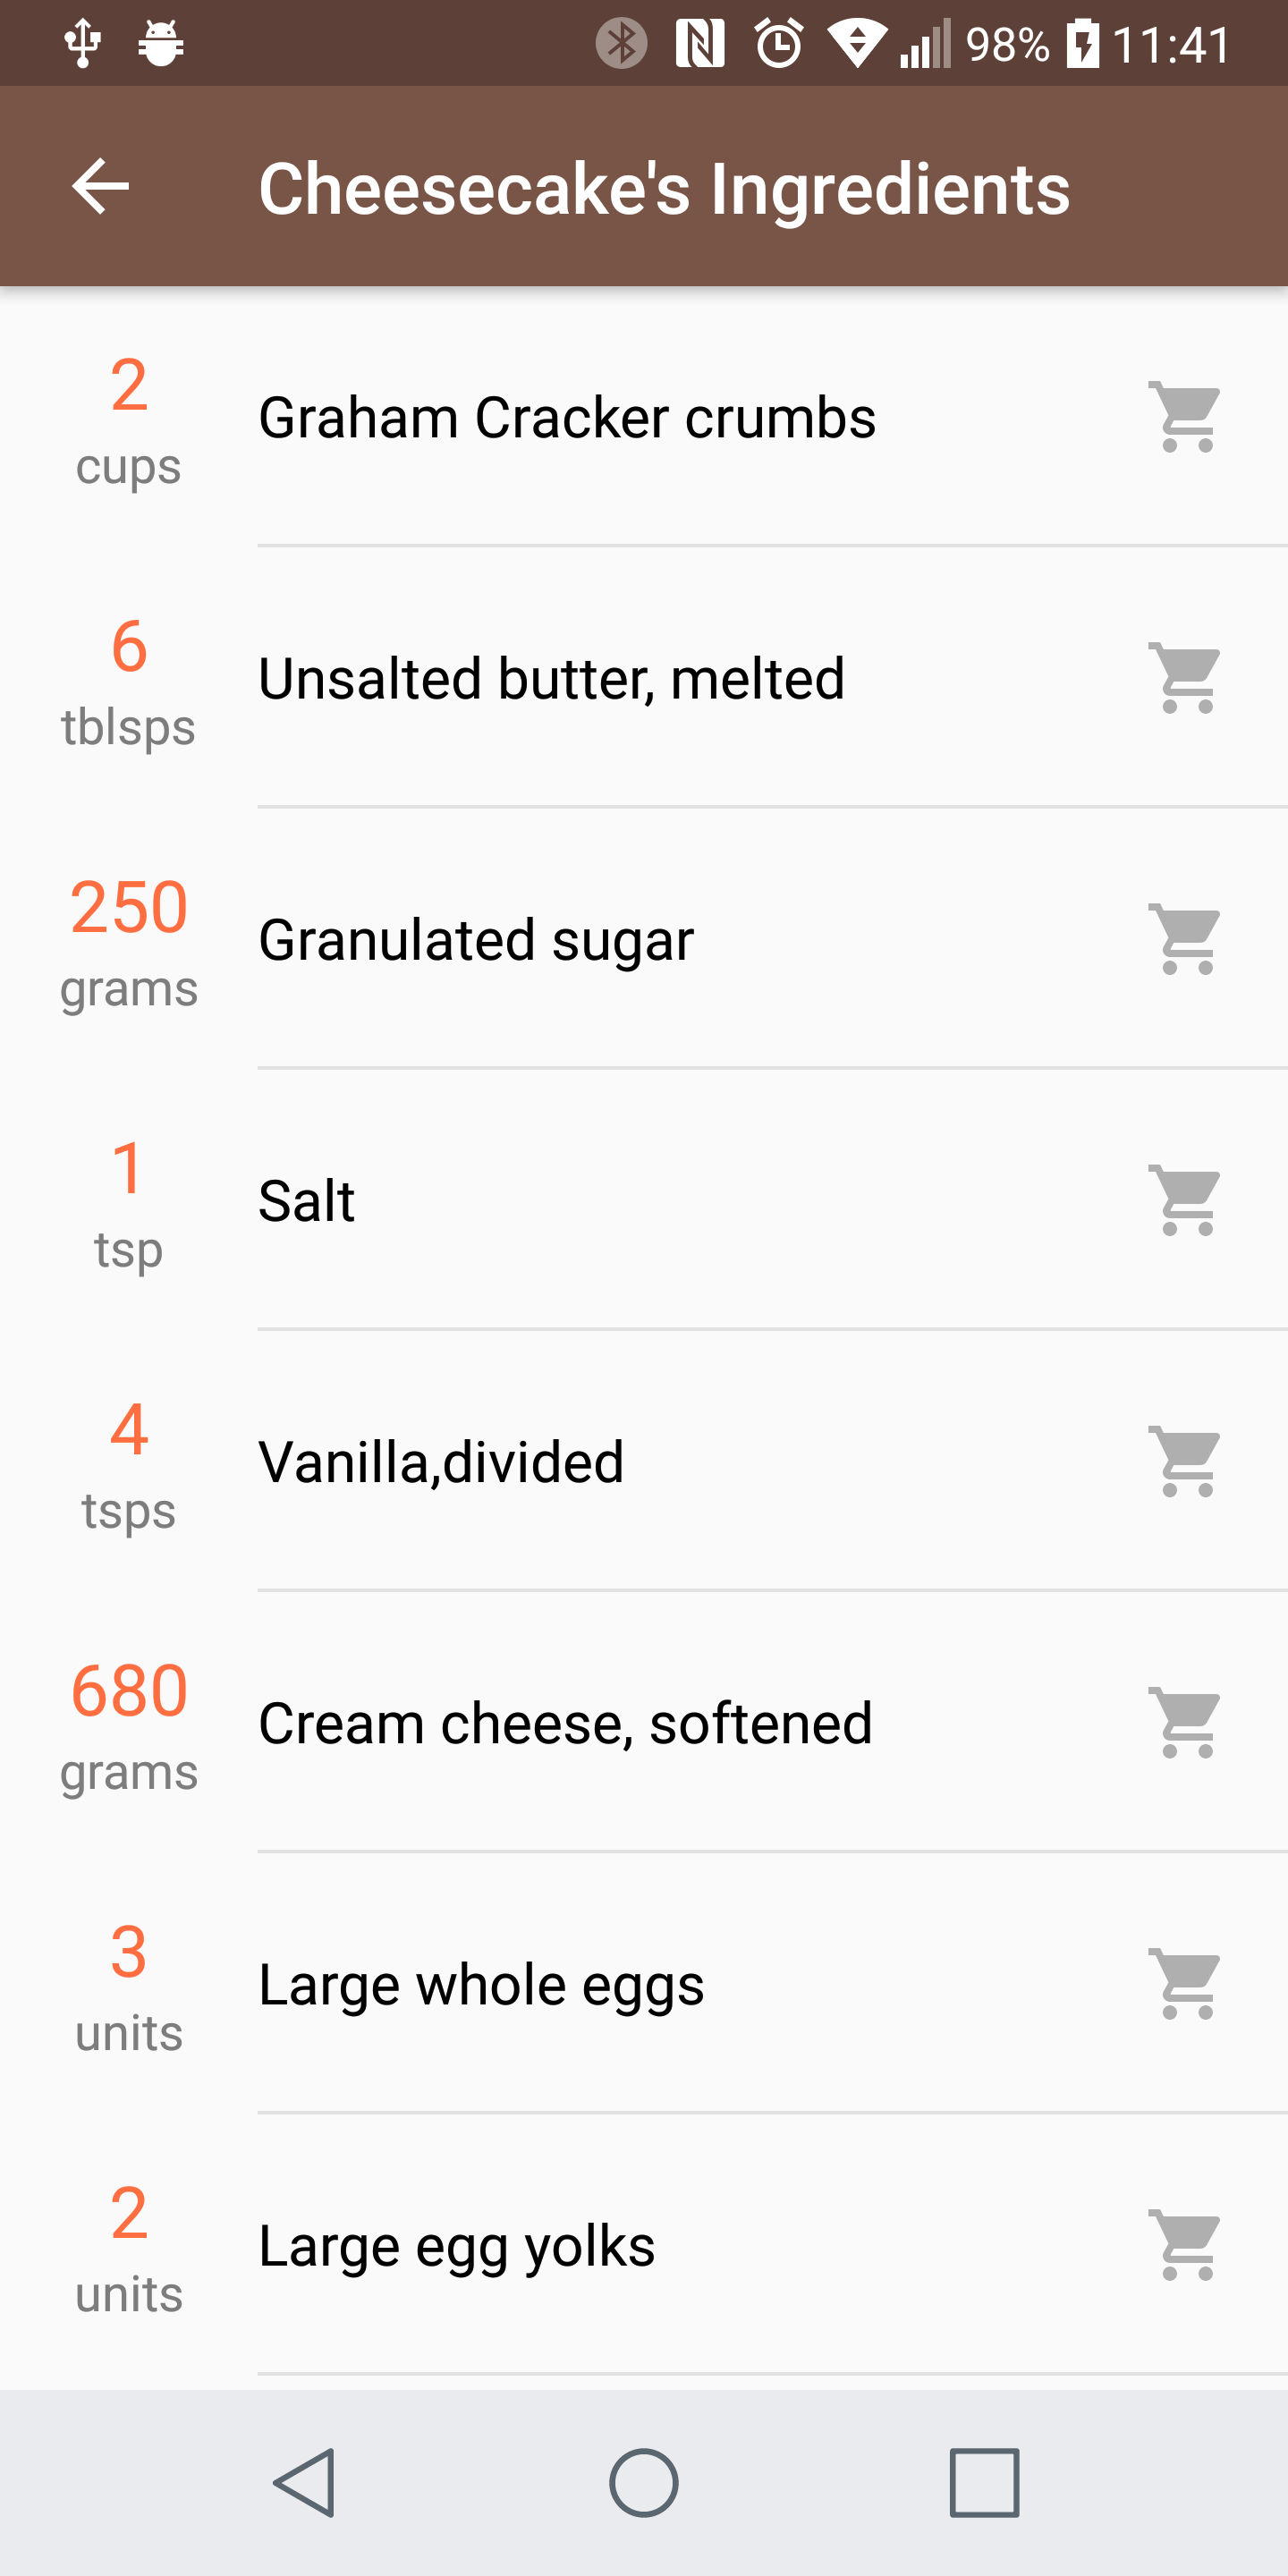 98% 11:41
Cheesecake's Ingredients
2
cups
Graham Cracker crumbs
6
tblsps
Unsalted butter, melted
250
grams
Granulated sugar
1
tsp
Salt
4
tsps
Vanilla,divided
680
grams
Cream cheese, softened
3
units
Large whole eggs
2
units
Large egg yolks